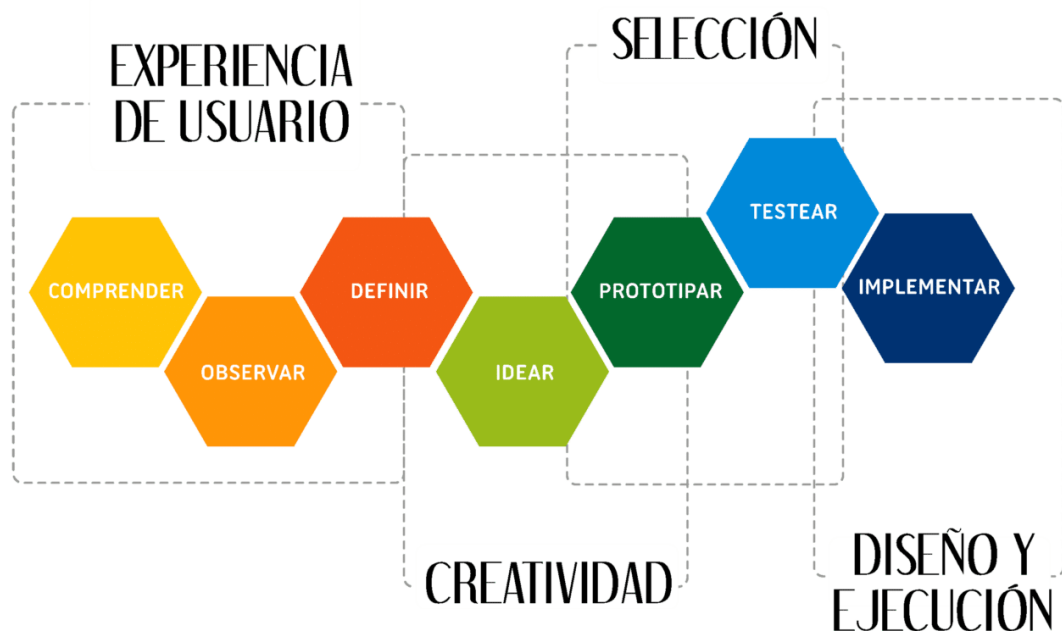 EXPERIENCIA
DE USUARIO
SELECCIÓN
COMPRENDER
OBSERVAR
DEFINIR
IDEAR
PROTOTIPAR
TESTEAR
IMPLEMENTAR
CREATIVIDAD
DISEÑO Y
EJECUCIÓN